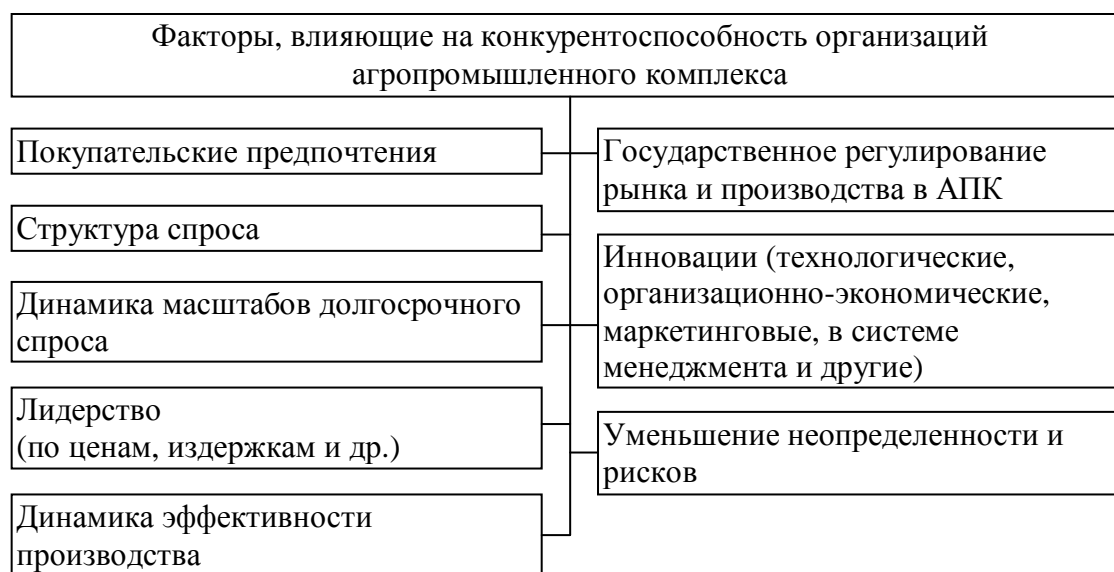 Факторы, влияющие на конкурентоспособность организаций
агропромышленного комплекса
Покупательские предпочтения
Структура спроса
Динамика масштабов долгосрочного
спроса
Лидерство
(по ценам, издержкам и др.)
Динамика эффективности
производства
Государственное регулирование
рынка и производства в АПК
Инновации (технологические,
организационно-экономические,
маркетинговые, в системе
менеджмента и другие)
Уменьшение неопределенности и
рисков